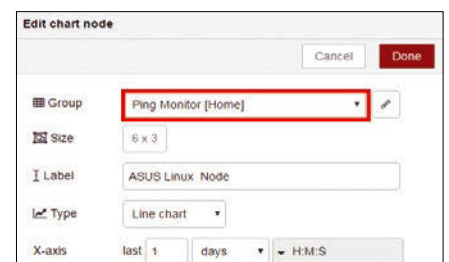 Edit chart node
Cancel Done
Group Ping Monitor [Home]
Size 6 x 3
Label ASUS Linux Node
Type Line chart
X-axis last 1 days H:M:S